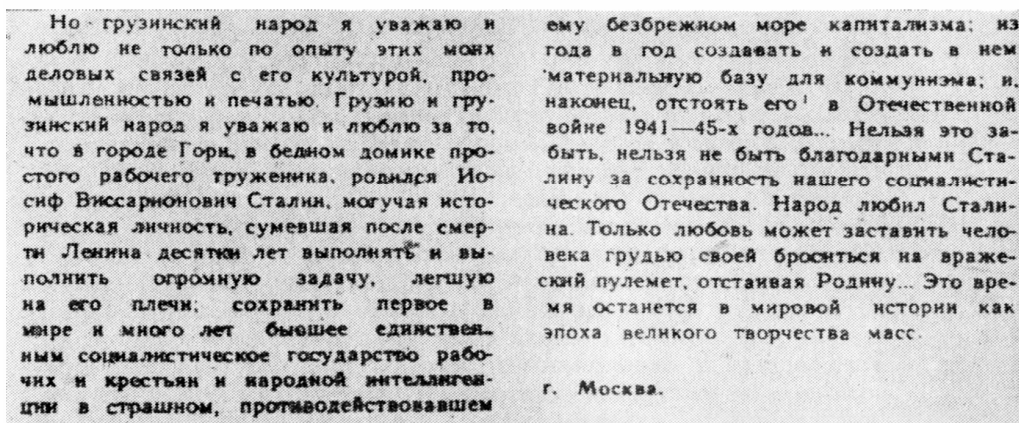 Но грузинский народ я уважаю и
люблю не только по опыту этих моих
деловых связей с его культурой, про-
мышленностью и печатью. Грузию и гру-
зинский народ я уважаю и люблю за то,
что в городе Гори, в бедном домике про-
стого рабочего труженика, родился Ио-
сиф Виссарионович Сталин, могучая исто-
рическая личность, сумевшая после смер-
ти Ленина десятки лет выполнять и вы-
полнить огромную задачу, легшую
на его плечи; сохранить первое в
мире и много лет бывшее единствен-
ным социалистическое государство рабо-
чих и крестьян и народной интеллиген-
ции в страшном, противодействовавшем
ему безбрежном море капитализма; из
года в год создавать и создать в нем
материальную базу для коммунизма; и,
наконец, отстоять его¹ в Отечественной
войне 1941—45-х годов... Нельзя это за-
быть, нельзя не быть благодарными Ста-
лину за сохранность нашего социалисти-
ческого Отечества. Народ любил Стали-
на. Только любовь может заставить чело-
века грудью своей броситься на враже-
ский пулемет, отстаивая Родину... Это вре-
мя останется в мировой истории как
эпоха великого творчества масс.
г. Москва.